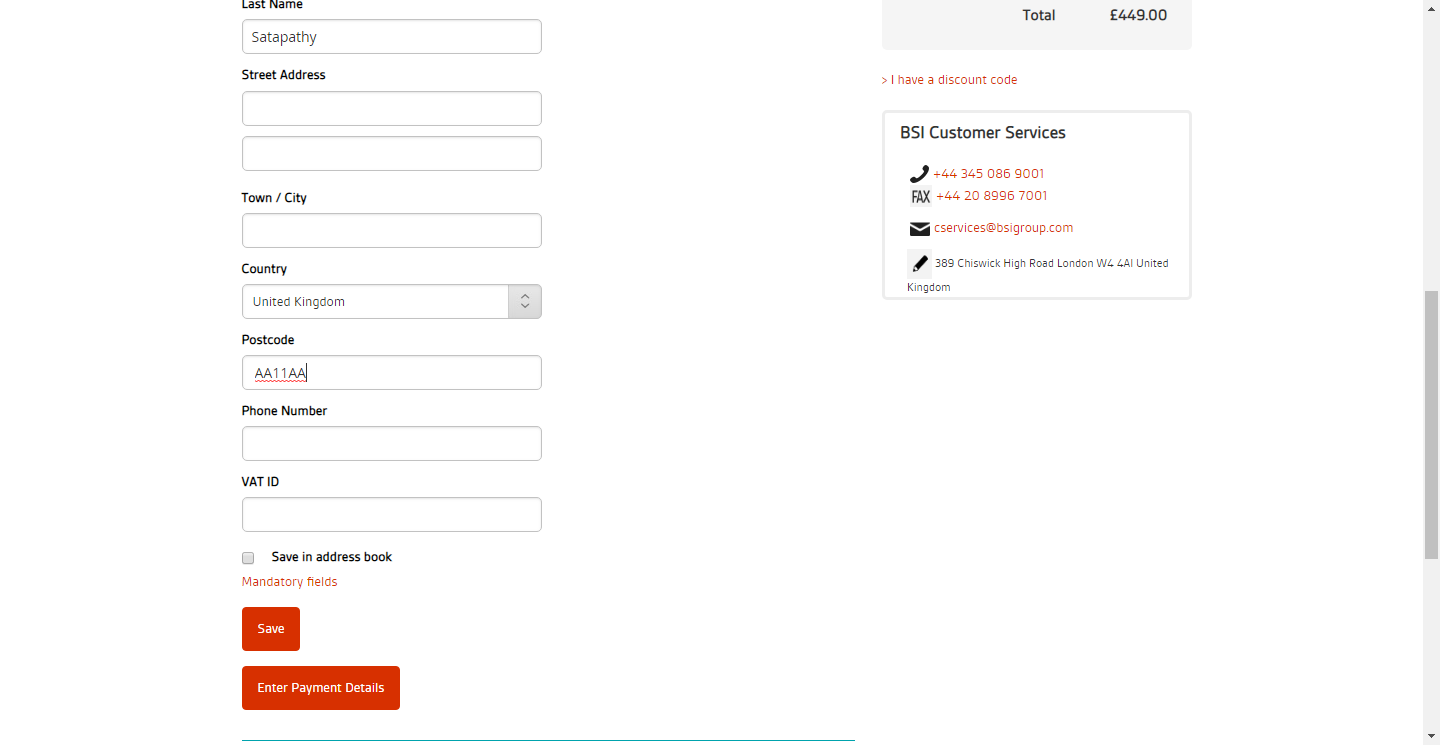 Last Name
Satapathy
Street Address
Town / City
Country
United Kingdom
Postcode
AA11AA
Phone Number
VAT ID
Save in address book
Mandatory fields
Save
Enter Payment Details
Total £449.00
> I have a discount code
BSI Customer Services
+44 345 086 9001
FAX +44 20 8996 7001
cservices@bsigroup.com
389 Chiswick High Road London W4 4AI United
Kingdom